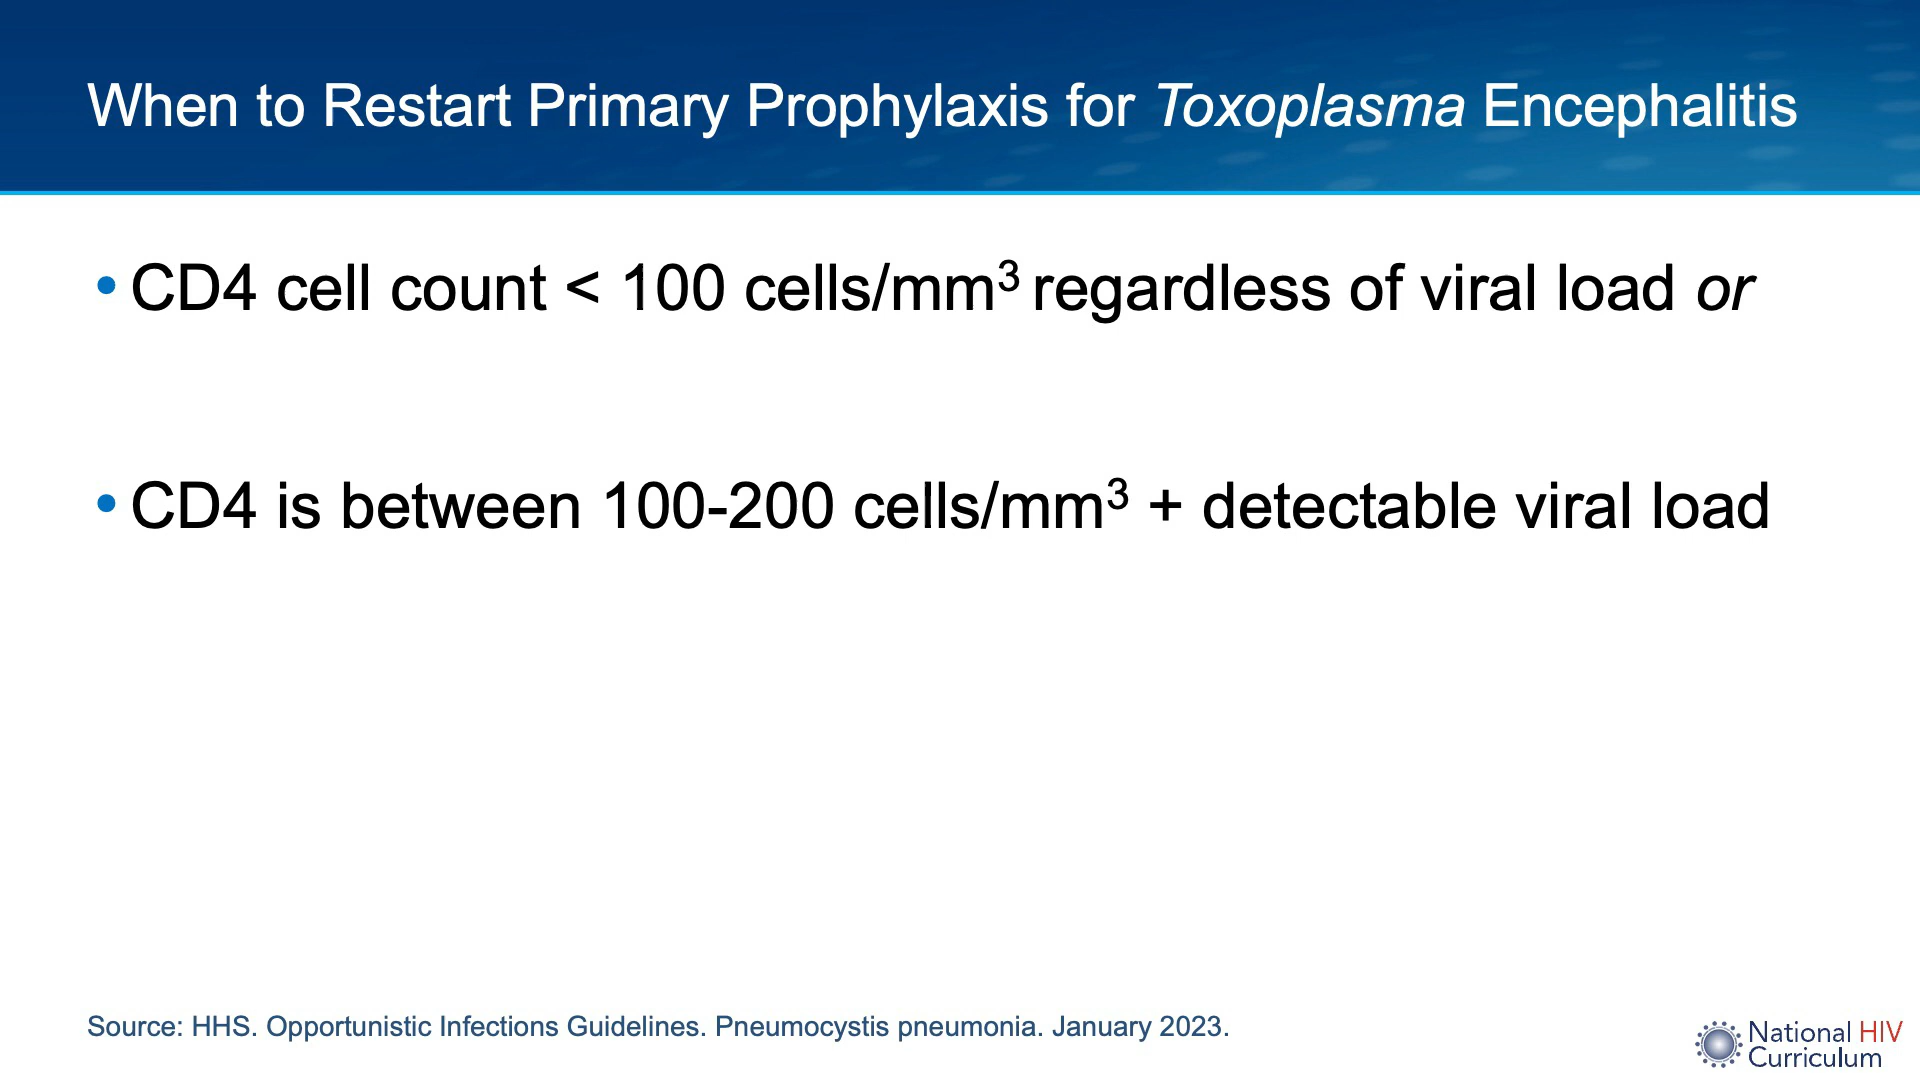 When to Restart Primary Prophylaxis for Toxoplasma Encephalitis
• CD4 cell count < 100 cells/mm³ regardless of viral load or
• CD4 is between 100-200 cells/mm³ + detectable viral load
Source: HHS. Opportunistic Infections Guidelines. Pneumocystis pneumonia. January 2023.
National HIV
Curriculum